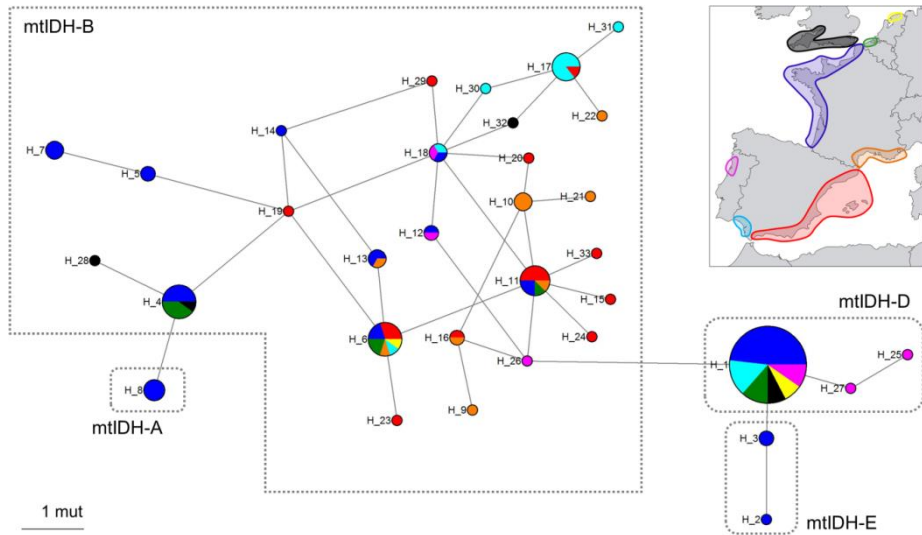 mtIDH-B
H_31
H_17
H_29
H_30
H_22
H_32
H_14
H_7
H_18
H_20
H_5
H_21
H_10
H_19
H_12
H_28
H_13
H_33
H_11
mtIDH-D
H_4
H_15
H_6
H_16
H_24
H_25
H_26
H_1
H_27
H_8
H_9
H_23
mtIDH-A
H_3
H_2
1 mut
mtIDH-E